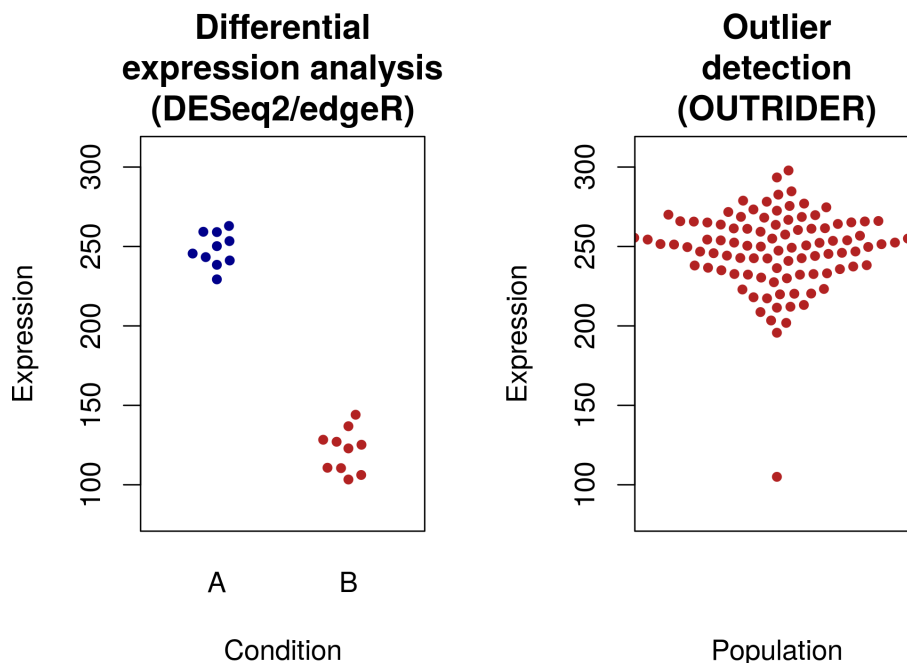 Differential
expression analysis
(DESeq2/edgeR)
300
250
200
150
100
Expression
A
B
Condition
Outlier
detection
(OUTRIDER)
300
250
200
150
100
Expression
Population